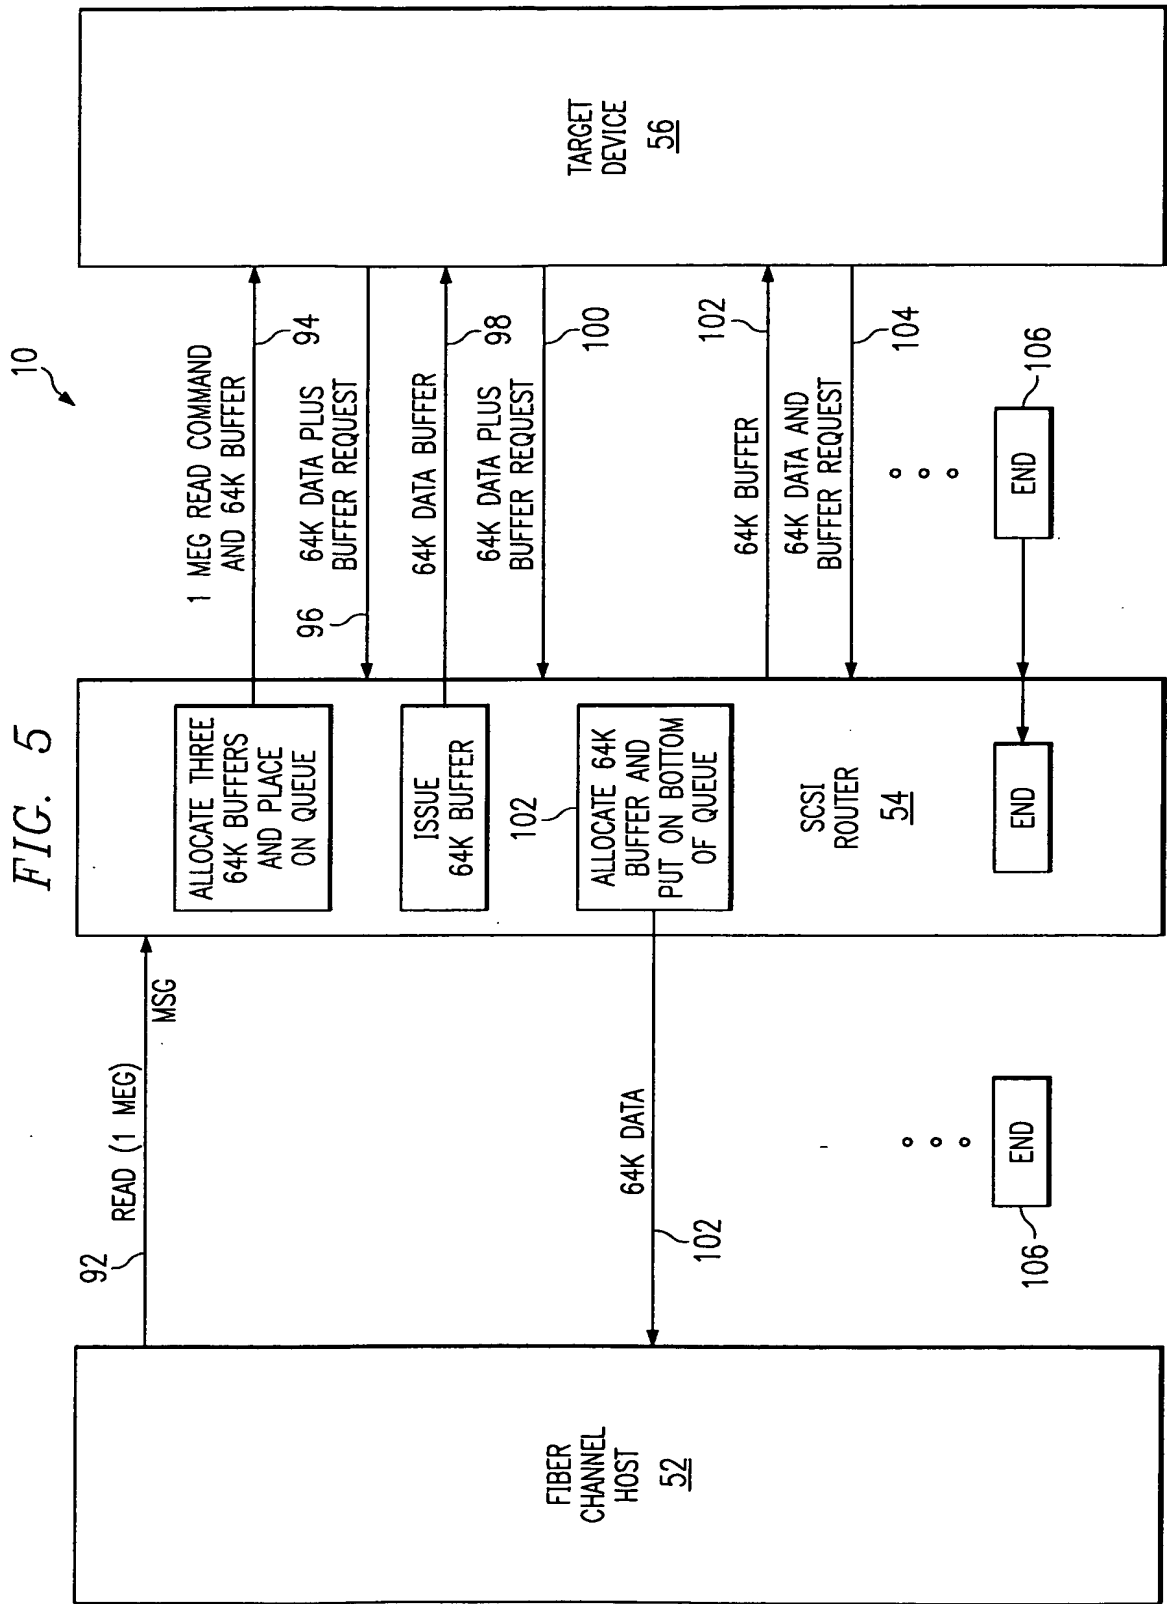 FIG. 5
10
FIBER
CHANNEL
HOST
52
92
READ (1 MEG)
MSG
64K DATA
102
106
END
ALLOCATE THREE
64K BUFFERS
AND PLACE
ON QUEUE
ISSUE
64K BUFFER
102
ALLOCATE 64K
BUFFER AND
PUT ON BOTTOM
OF QUEUE
SCSI
ROUTER
54
END
1 MEG READ COMMAND
AND 64K BUFFER
94
96
64K DATA PLUS
BUFFER REQUEST
64K DATA BUFFER
98
64K DATA PLUS
BUFFER REQUEST
100
64K BUFFER
102
64K DATA AND
BUFFER REQUEST
104
END
106
TARGET
DEVICE
56